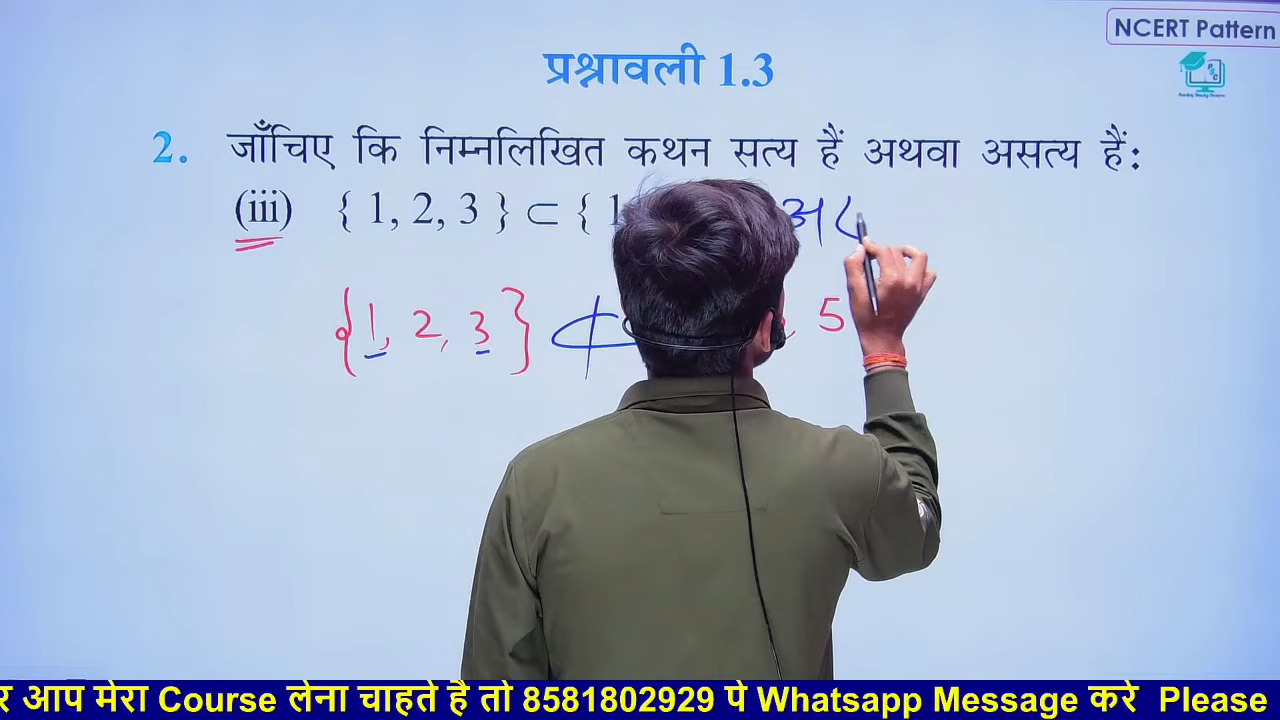 NCERT Pattern
प्रश्नावली 1.3
2. जाँचिए कि निम्नलिखित कथन सत्य हैं अथवा असत्य हैं:
(iii) { 1, 2, 3 } ⊂ { 1
{1, 2, 3} ⊄ , 5
र आप मेरा Course लेना चाहते है तो 8581802929 पे Whatsapp Message करे Please